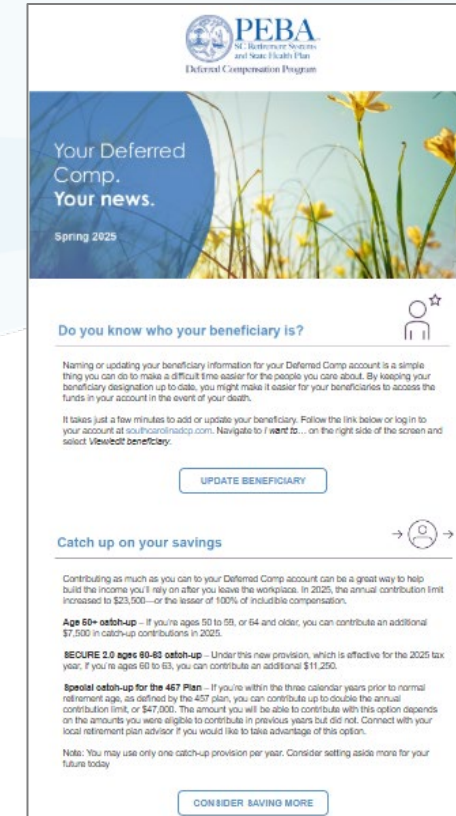 PEBA
SC Retirement Systems
and State Health Plan
Deferred Compensation Program
Your Deferred
Comp.
Your news.
Spring 2025
Do you know who your beneficiary is?
Naming or updating your beneficiary information for your Deferred Comp account is a simple
thing you can do to make a difficult time easier for the people you care about. By keeping your
beneficiary designation up to date, you might make it easier for your beneficiaries to access the
funds in your account in the event of your death.
It takes just a few minutes to add or update your beneficiary. Follow the link below or log in to
your account at southcarolinadcp.com. Navigate to I want to... on the right side of the screen and
select View/edit beneficiary.
UPDATE BENEFICIARY
Catch up on your savings
Contributing as much as you can to your Deferred Comp account can be a great way to help
build the income you'll rely on after you leave the workplace. In 2025, the annual contribution limit
increased to $23,500—or the lesser of 100% of includible compensation.
Age 50+ catch-up – If you're ages 50 to 59, or 64 and older, you can contribute an additional
$7,500 in catch-up contributions in 2025.
SECURE 2.0 ages 60-63 catch-up – Under this new provision, which is effective for the 2025 tax
year, if you're ages 60 to 63, you can contribute an additional $11,250.
Special catch-up for the 457 Plan – If you're within the three calendar years prior to normal
retirement age, as defined by the 457 plan, you can contribute up to double the annual
contribution limit, or $47,000. The amount you will be able to contribute with this option depends
on the amounts you were eligible to contribute in previous years but did not. Connect with your
local retirement plan advisor if you would like to take advantage of this option.
Note: You may use only one catch-up provision per year. Consider setting aside more for your
future today
CONSIDER SAVING MORE